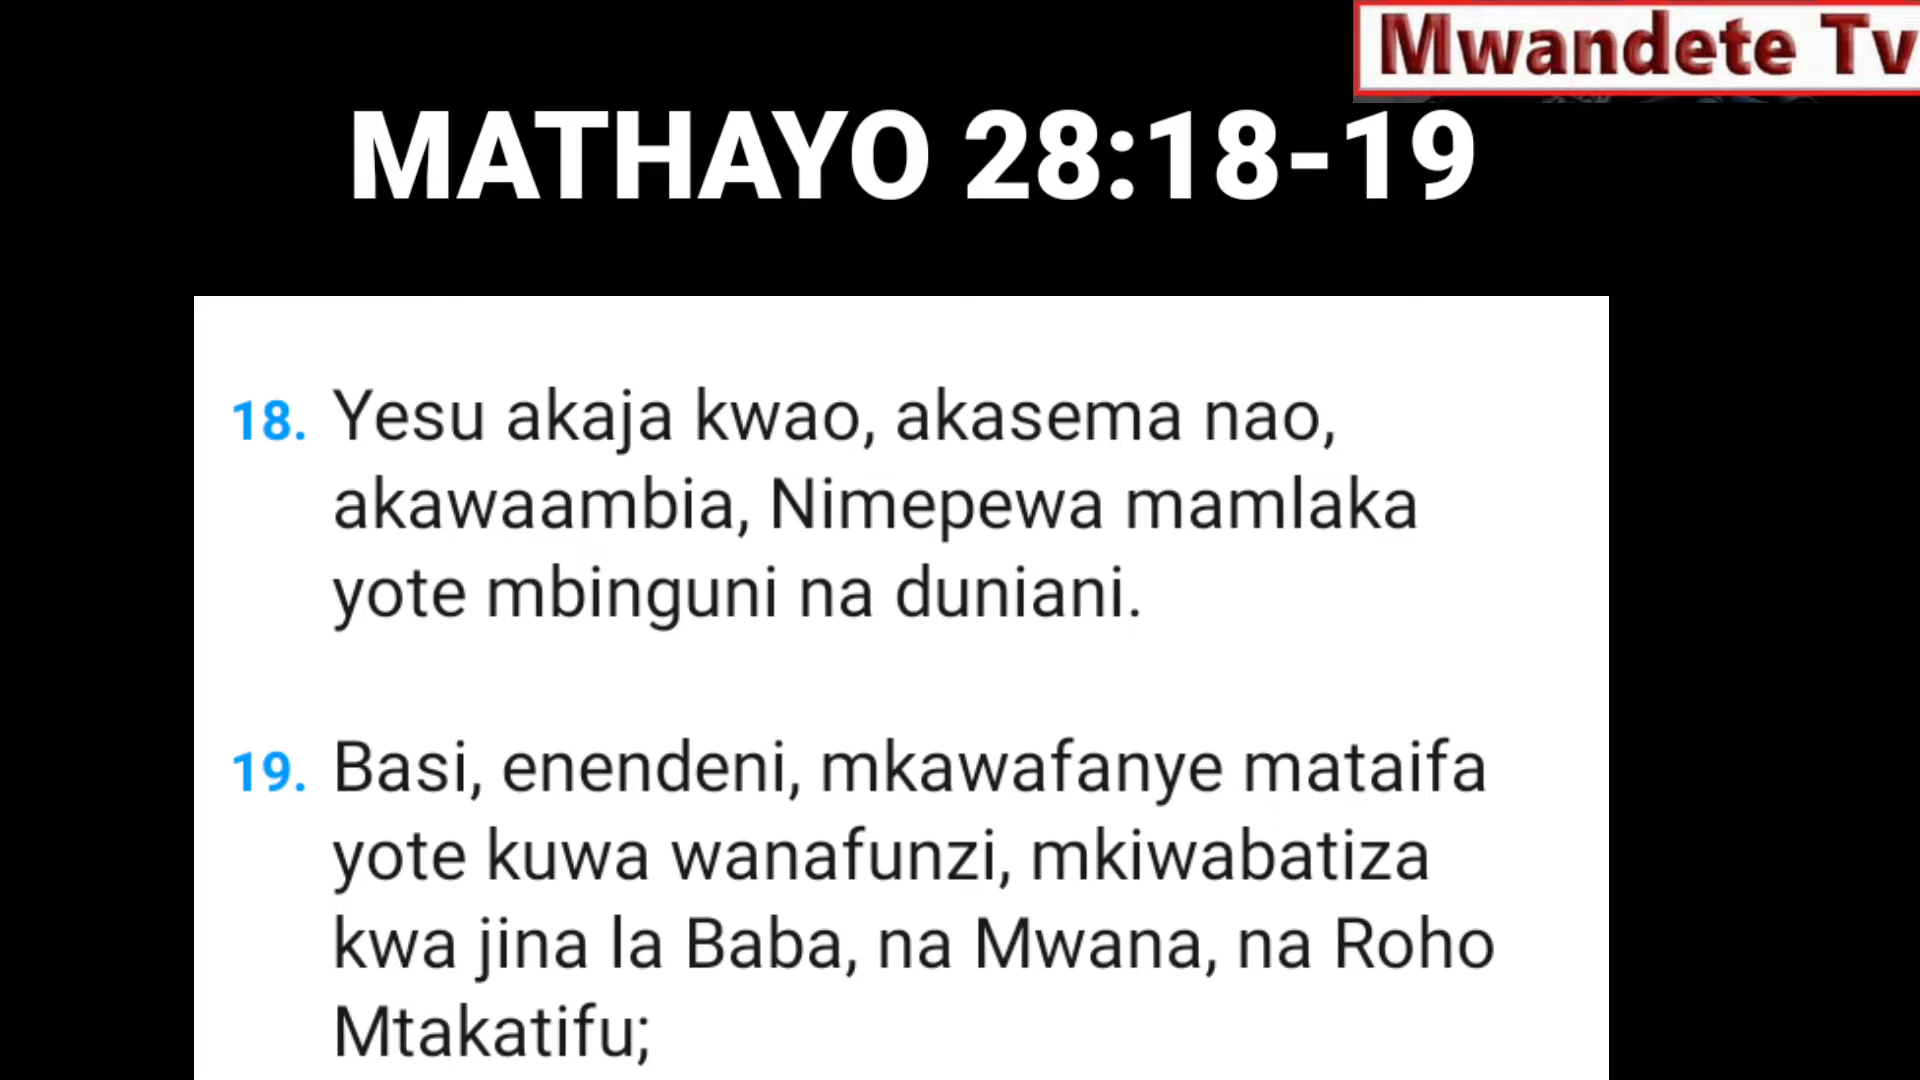 Mwandete Tv
MATHAYO 28:18-19
18. Yesu akaja kwao, akasema nao,
akawaambia, Nimepewa mamlaka
yote mbinguni na duniani.
19. Basi, enendeni, mkawafanye mataifa
yote kuwa wanafunzi, mkiwabatiza
kwa jina la Baba, na Mwana, na Roho
Mtakatifu;